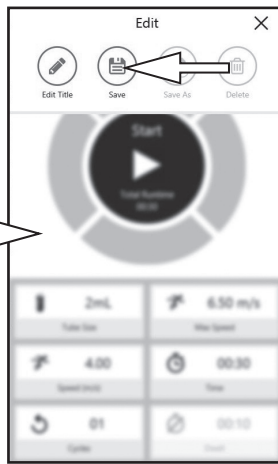 Edit
Edit Title Save Save As Delete
Start
Total Runtime
00:30
2mL 6.50 m/s
Tube Size Max Speed
4.00 00:30
Speed (m/s) Time
01 00:10
Cycles Dwell